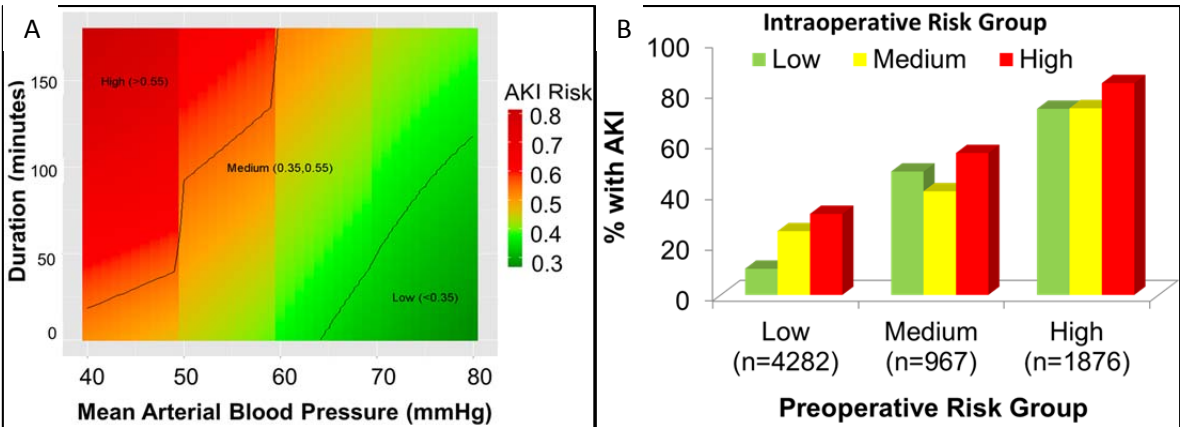 A
High (>0.55)
Medium (0.35,0.55)
Low (<0.35)
Duration (minutes)
150
100
50
0
40 50 60 70 80
Mean Arterial Blood Pressure (mmHg)
AKI Risk
0.8
0.7
0.6
0.5
0.4
0.3
B
Intraoperative Risk Group
Low Medium High
% with AKI
100
80
60
40
20
0
Low Medium High
(n=4282) (n=967) (n=1876)
Preoperative Risk Group